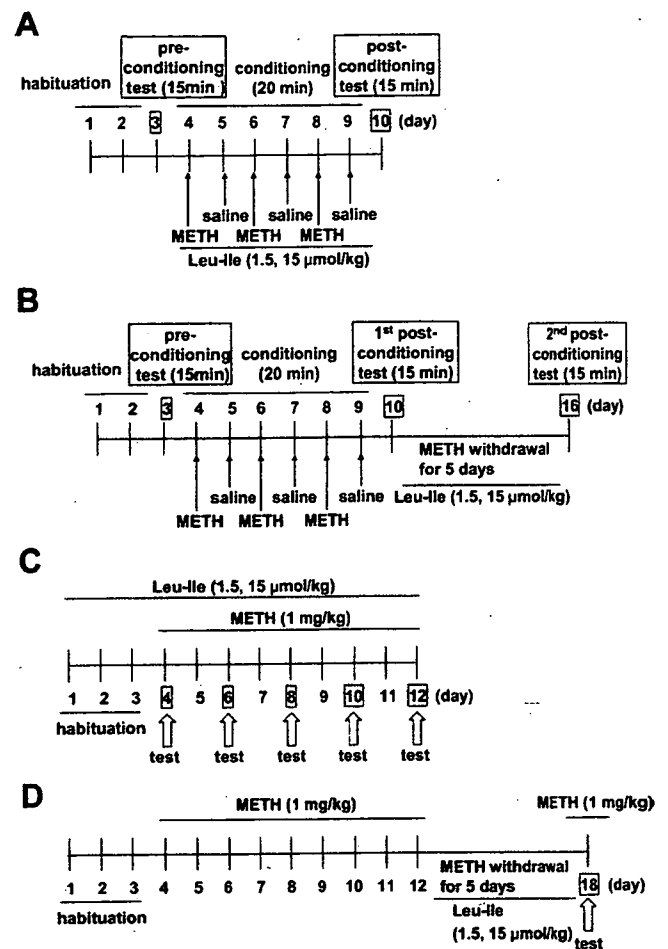 A
pre-
conditioning
test (15min )
post-
conditioning
test (15 min)
habituation
conditioning
(20 min)
1 2 3 4 5 6 7 8 9 10 (day)
saline saline saline
METH METH METH
Leu-Ile (1.5, 15 µmol/kg)
B
pre-
conditioning
test (15min)
1st post-
conditioning
test (15 min)
2nd post-
conditioning
test (15 min)
habituation
conditioning
(20 min)
1 2 3 4 5 6 7 8 9 10 16 (day)
METH withdrawal
for 5 days
saline saline saline
Leu-Ile (1.5, 15 µmol/kg)
METH METH METH
C
Leu-Ile (1.5, 15 µmol/kg)
METH (1 mg/kg)
1 2 3 4 5 6 7 8 9 10 11 12 (day)
habituation
test test test test test
D
METH (1 mg/kg)
METH (1 mg/kg)
METH withdrawal
for 5 days
1 2 3 4 5 6 7 8 9 10 11 12 18 (day)
habituation
Leu-Ile
(1.5, 15 µmol/kg)
test